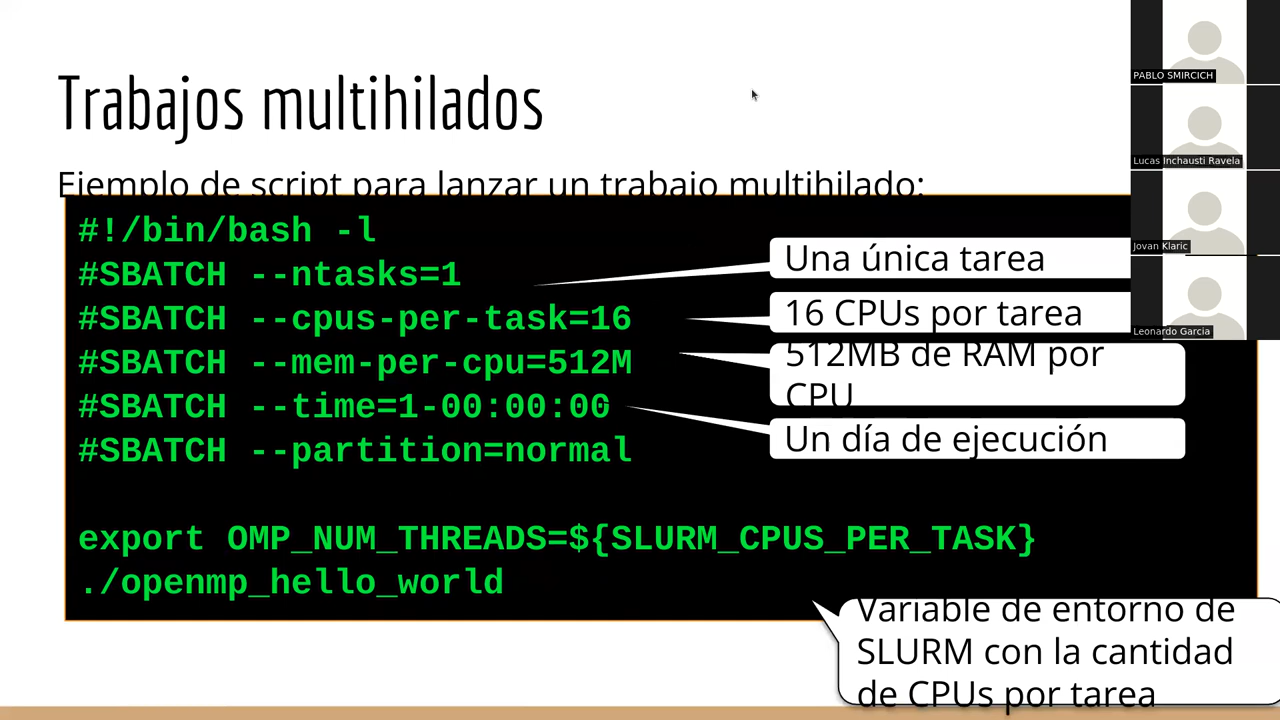 Trabajos multihilados
Ejemplo de script para lanzar un trabajo multihilado:
#!/bin/bash -l
#SBATCH --ntasks=1
#SBATCH --cpus-per-task=16
#SBATCH --mem-per-cpu=512M
#SBATCH --time=1-00:00:00
#SBATCH --partition=normal
export OMP_NUM_THREADS=${SLURM_CPUS_PER_TASK}
./openmp_hello_world
Una única tarea
16 CPUs por tarea
512MB de RAM por
CPU
Un día de ejecución
Variable de entorno de
SLURM con la cantidad
de CPUs por tarea
PABLO SMIRCICH
Lucas Inchausti Ravela
Jovan Klaric
Leonardo Garcia